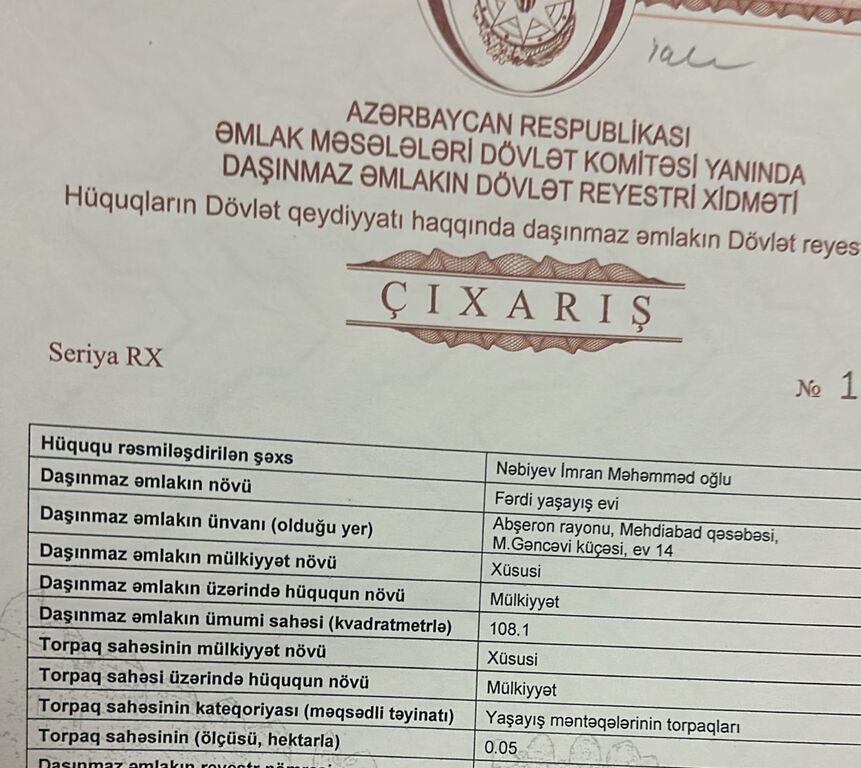 AZƏRBAYCAN RESPUBLİKASI
ƏMLAK MƏSƏLƏLƏRİ DÖVLƏT KOMİTƏSİ YANINDA
DAŞINMAZ ƏMLAKIN DÖVLƏT REYESTRİ XİDMƏTİ
Hüquqların Dövlət qeydiyyatı haqqında daşınmaz əmlakın Dövlət reyes
ÇIXARIŞ
Seriya RX
№ 1
Hüququ rəsmiləşdirilən şəxs
Nəbiyev İmran Məhəmməd oğlu
Daşınmaz əmlakın növü
Fərdi yaşayış evi
Daşınmaz əmlakın ünvanı (olduğu yer)
Abşeron rayonu, Mehdiabad qəsəbəsi,
M.Gəncəvi küçəsi, ev 14
Daşınmaz əmlakın mülkiyyət növü
Xüsusi
Daşınmaz əmlakın üzərində hüququn növü
Mülkiyyət
Daşınmaz əmlakın ümumi sahəsi (kvadratmetrlə)
108.1
Torpaq sahəsinin mülkiyyət növü
Xüsusi
Torpaq sahəsi üzərində hüququn növü
Mülkiyyət
Torpaq sahəsinin kateqoriyası (məqsədli təyinatı)
Yaşayış məntəqələrinin torpaqları
Torpaq sahəsinin (ölçüsü, hektarla)
0.05
Daşınmaz əmlakın reyestr nömrəsi